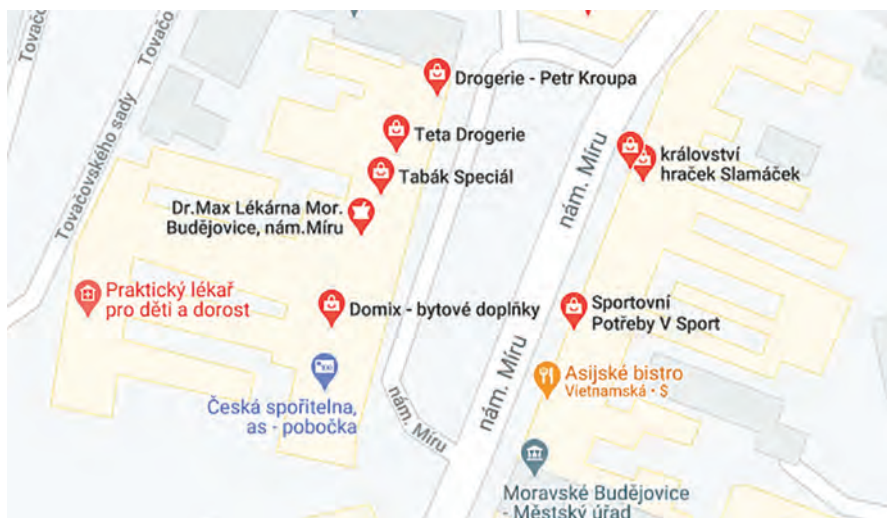 Tovačovského sady
Tovačo
Drogerie - Petr Kroupa
Teta Drogerie
Tabák Speciál
Dr.Max Lékárna Mor.
Budějovice, nám.Míru
království
hraček Slamáček
nám. Míru
Praktický lékař
pro děti a dorost
Domix - bytové doplňky
Sportovní
Potřeby V Sport
nám. Míru
Asijské bistro
Vietnamská · $
Česká spořitelna,
as - pobočka
nám. Míru
Moravské Budějovice -
Městský úřad